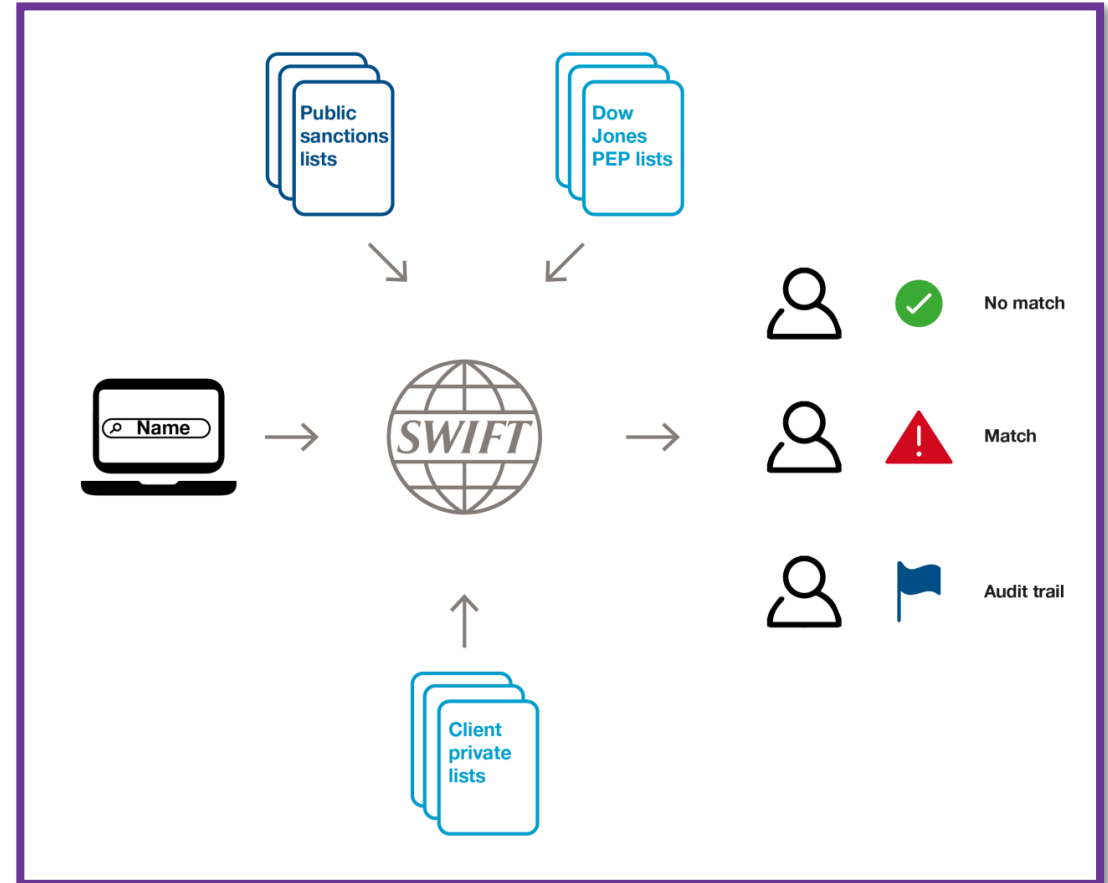 Public
sanctions
lists
Dow
Jones
PEP lists
No match
Name
SWIFT
Match
Audit trail
Client
private
lists